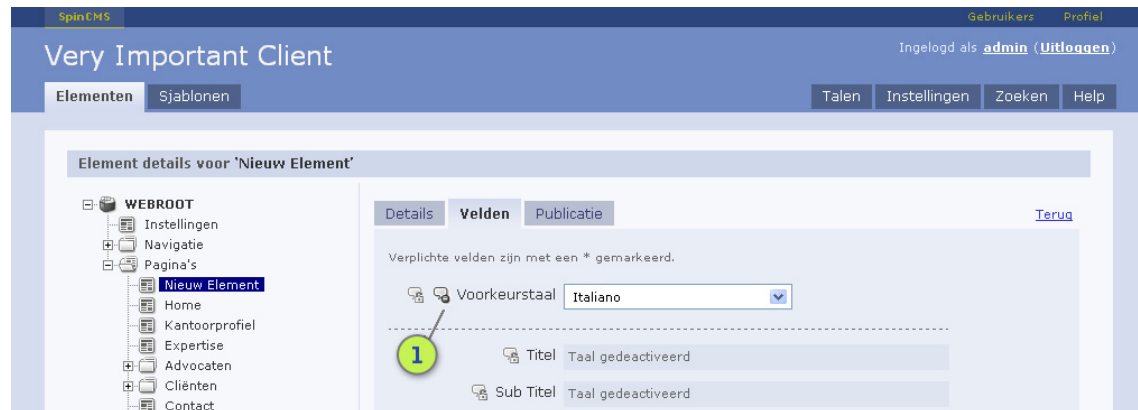 SpinCMS Gebruikers Profiel
Very Important Client Ingelogd als admin (Uitloggen)
Elementen Sjablonen Talen Instellingen Zoeken Help
Element details voor 'Nieuw Element'
WEBROOT
Instellingen
Navigatie
Pagina's
Nieuw Element
Home
Kantoorprofiel
Expertise
Advocaten
Cliënten
Contact
Details Velden Publicatie Terug
Verplichte velden zijn met een * gemarkeerd.
Voorkeurstaal Italiano
1
Titel Taal gedeactiveerd
Sub Titel Taal gedeactiveerd